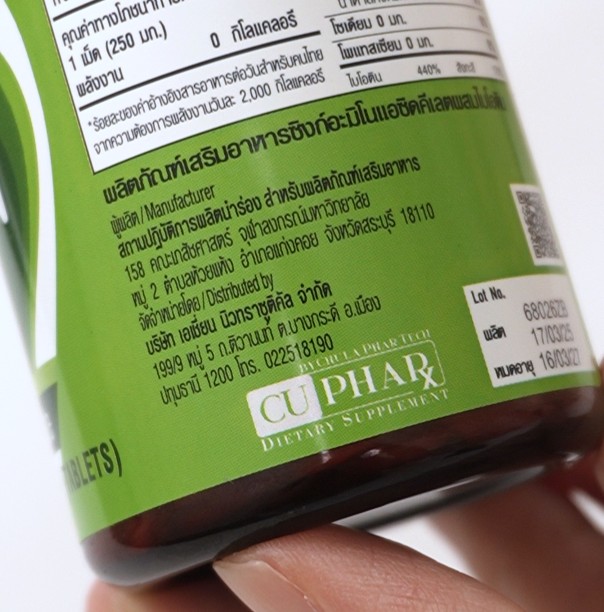 คุณค่าทางโภชนาการ
1 เม็ด (250 มก.)
พลังงาน 0 กิโลแคลอรี
โซเดียม 0 มก.
โพแทสเซียม 0 มก.
ไอโอดีน 440%
*ร้อยละของค่าอ้างอิงสารอาหารต่อวันสำหรับคนไทย
จากความต้องการพลังงานวันละ 2,000 กิโลแคลอรี
ผลิตภัณฑ์เสริมอาหารซิงก์อะมิโนแอซิดคีเลตผสมไบโอติน
ผู้ผลิต/Manufacturer
สถานปฏิบัติการผลิตนำร่อง สำหรับผลิตภัณฑ์เสริมอาหาร
158 คณะเภสัชศาสตร์ จุฬาลงกรณ์มหาวิทยาลัย
หมู่ 2 ตำบลห้วยแห้ง อำเภอแก่งคอย จังหวัดสระบุรี 18110
จัดจำหน่ายโดย/Distributed by
บริษัท เอเชี่ยน นิวทราซูติคัล จำกัด
199/9 หมู่ 5 ถ.ติวานนท์ ต.บางกระดี อ.เมือง
ปทุมธานี 1200 โทร. 022518190
BY CHULA PHAR TECH
CU PHARx
DIETARY SUPPLEMENT
Lot No. 68026ZB
ผลิต 17/03/25
หมดอายุ 16/03/27
TABLETS)